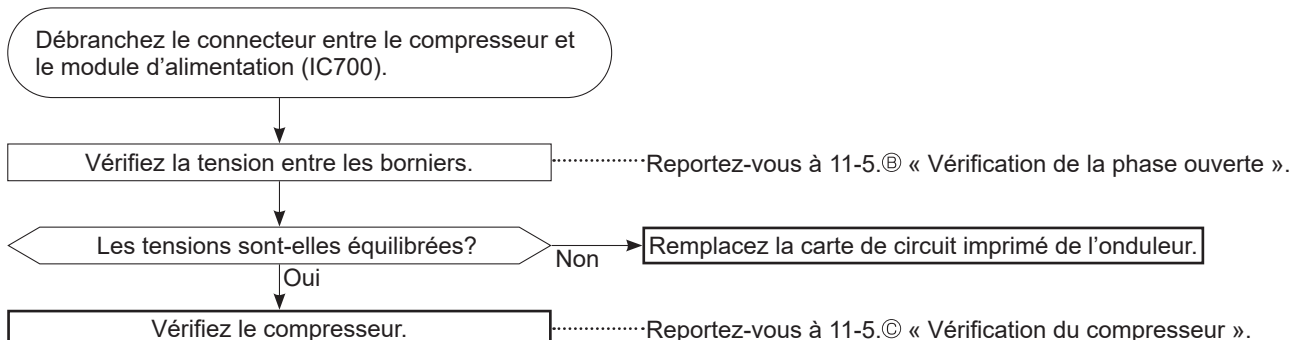 Débranchez le connecteur entre le compresseur et
le module d’alimentation (IC700).
Vérifiez la tension entre les borniers.
Reportez-vous à 11-5.Ⓑ « Vérification de la phase ouverte ».
Les tensions sont-elles équilibrées?
Non
Remplacez la carte de circuit imprimé de l’onduleur.
Oui
Vérifiez le compresseur.
Reportez-vous à 11-5.Ⓒ « Vérification du compresseur ».